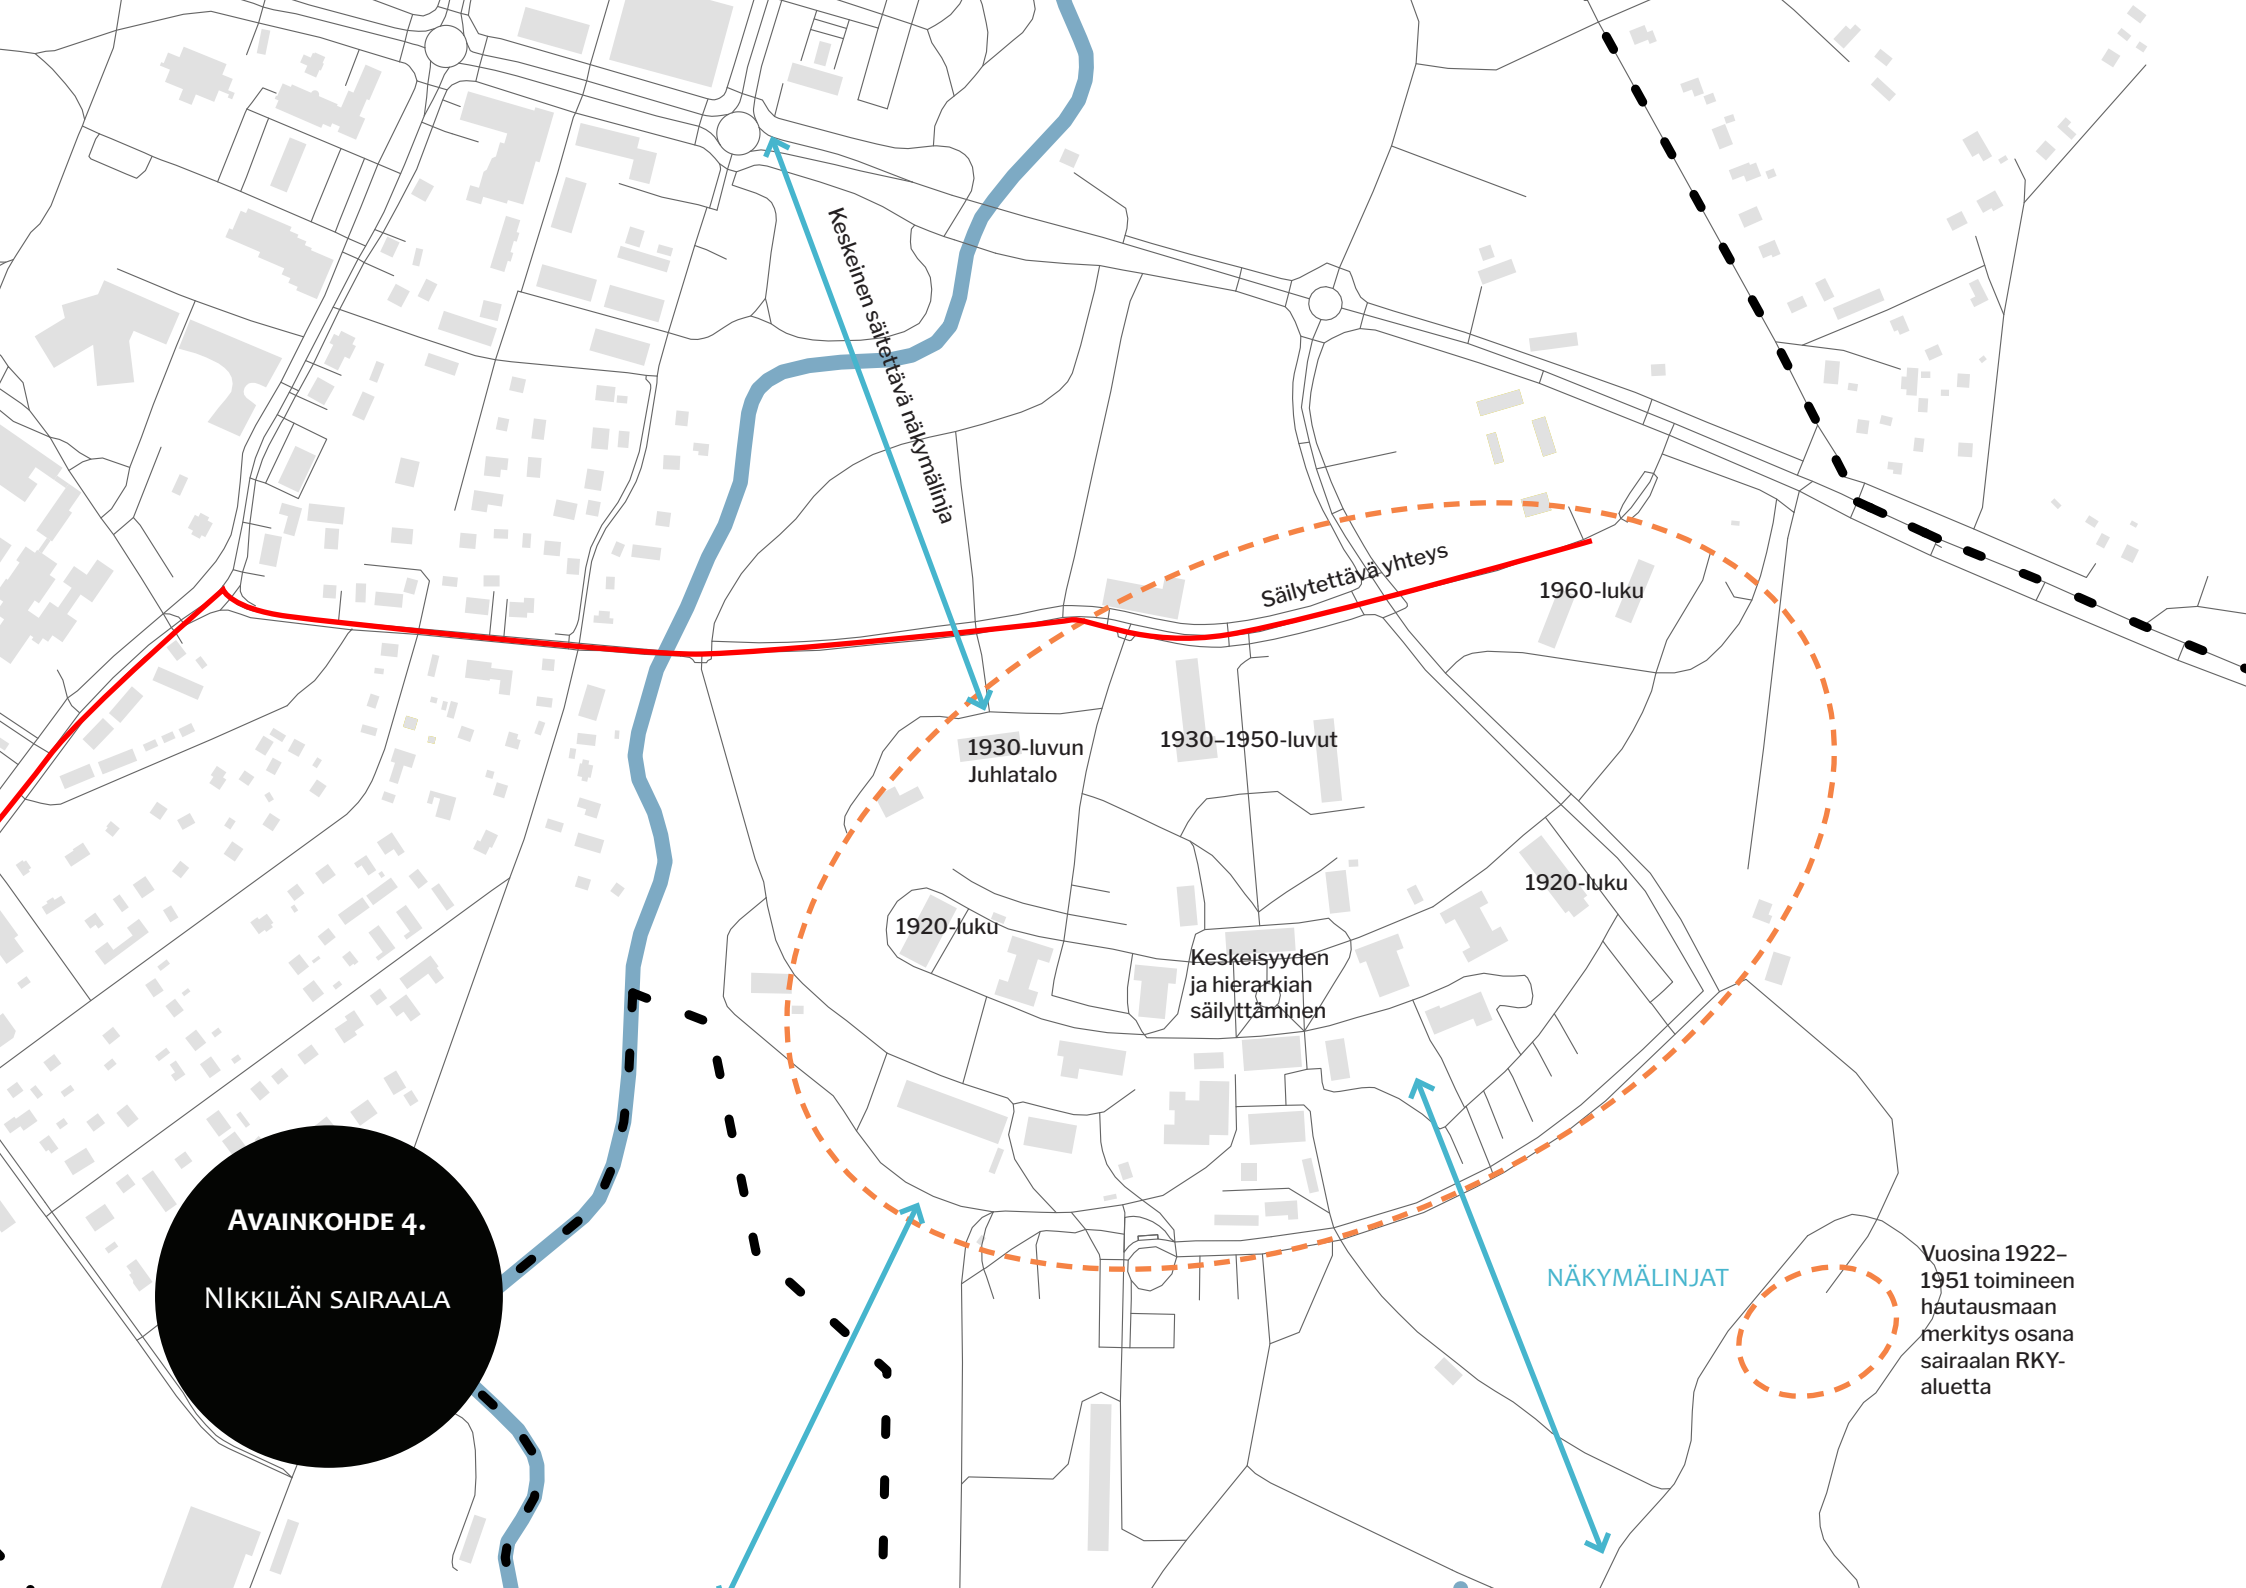 Keskeinen säitettävä näkymälinja
Säilytettävä yhteys
1960-luku
1930-luvun
Juhlatalo
1930–1950-luvut
1920-luku
1920-luku
Keskeisyyden
ja hierarkian
säilyttäminen
AVAINKOHDE 4.
NIKKILÄN SAIRAALA
NÄKYMÄLINJAT
Vuosina 1922–
1951 toimineen
hautausmaan
merkitys osana
sairaalan RKY-
aluetta